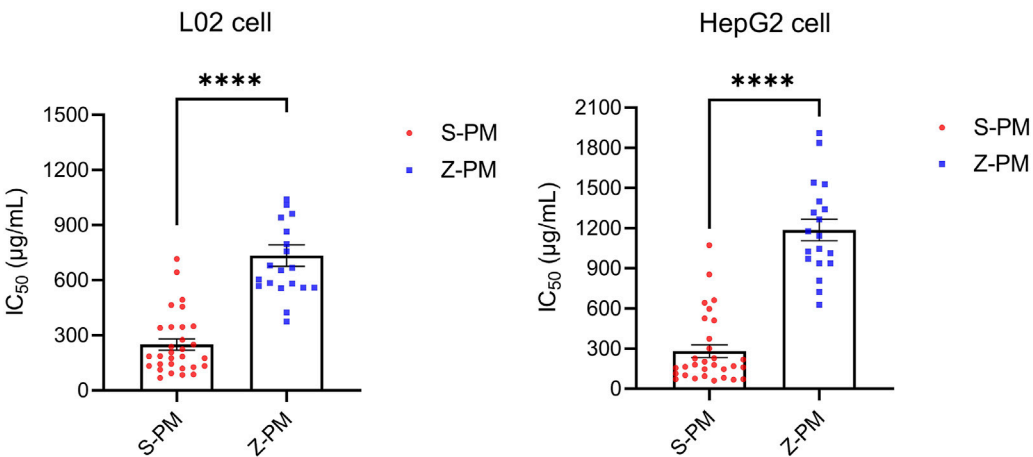 L02 cell
****
1500
1200
900
600
300
0
IC50 (µg/mL)
S-PM
Z-PM
S-PM
Z-PM
HepG2 cell
****
2100
1800
1500
1200
900
600
300
0
IC50 (µg/mL)
S-PM
Z-PM
S-PM
Z-PM